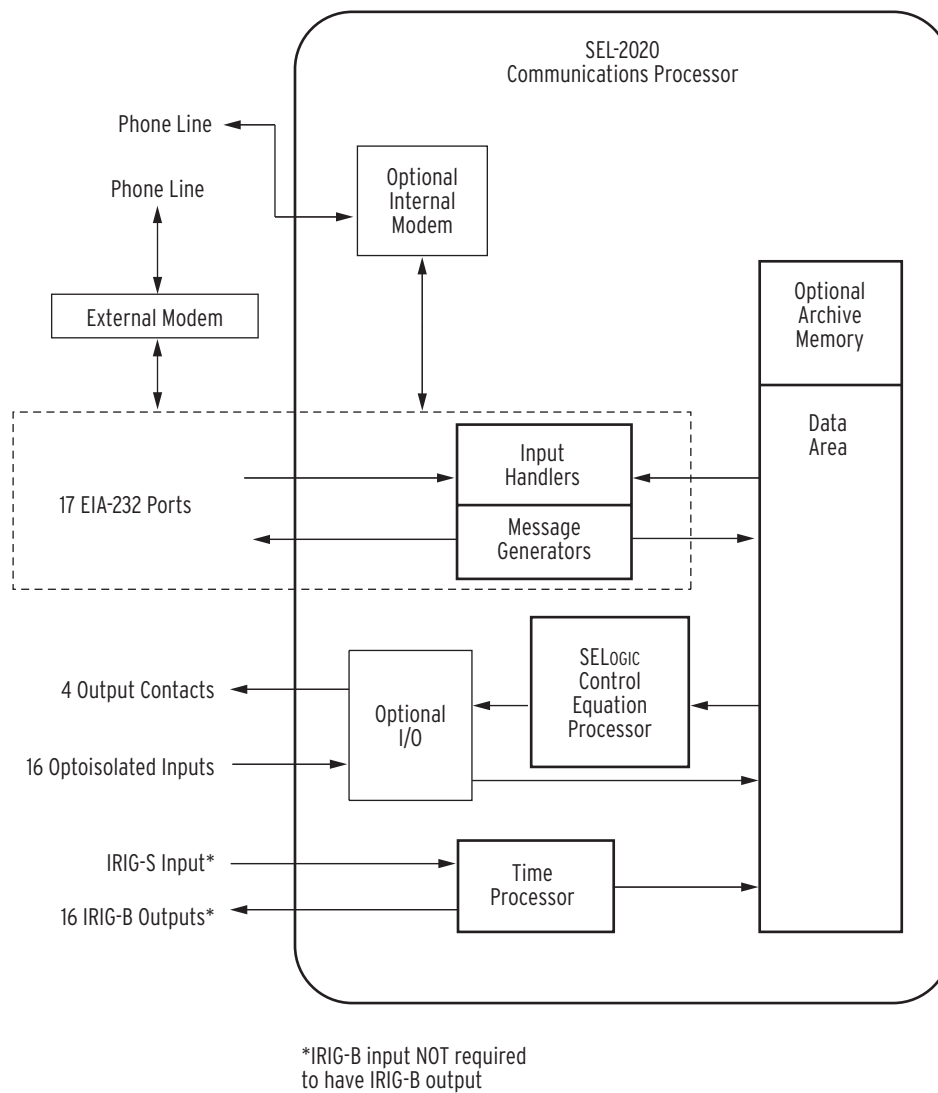 SEL-2020
Communications Processor
Phone Line
Phone Line
Optional
Internal
Modem
External Modem
Optional
Archive
Memory
Data
Area
Input
Handlers
17 EIA-232 Ports
Message
Generators
SELOGIC
Control
Equation
Processor
4 Output Contacts
Optional
I/O
16 Optoisolated Inputs
IRIG-S Input*
Time
Processor
16 IRIG-B Outputs*
*IRIG-B input NOT required
to have IRIG-B output